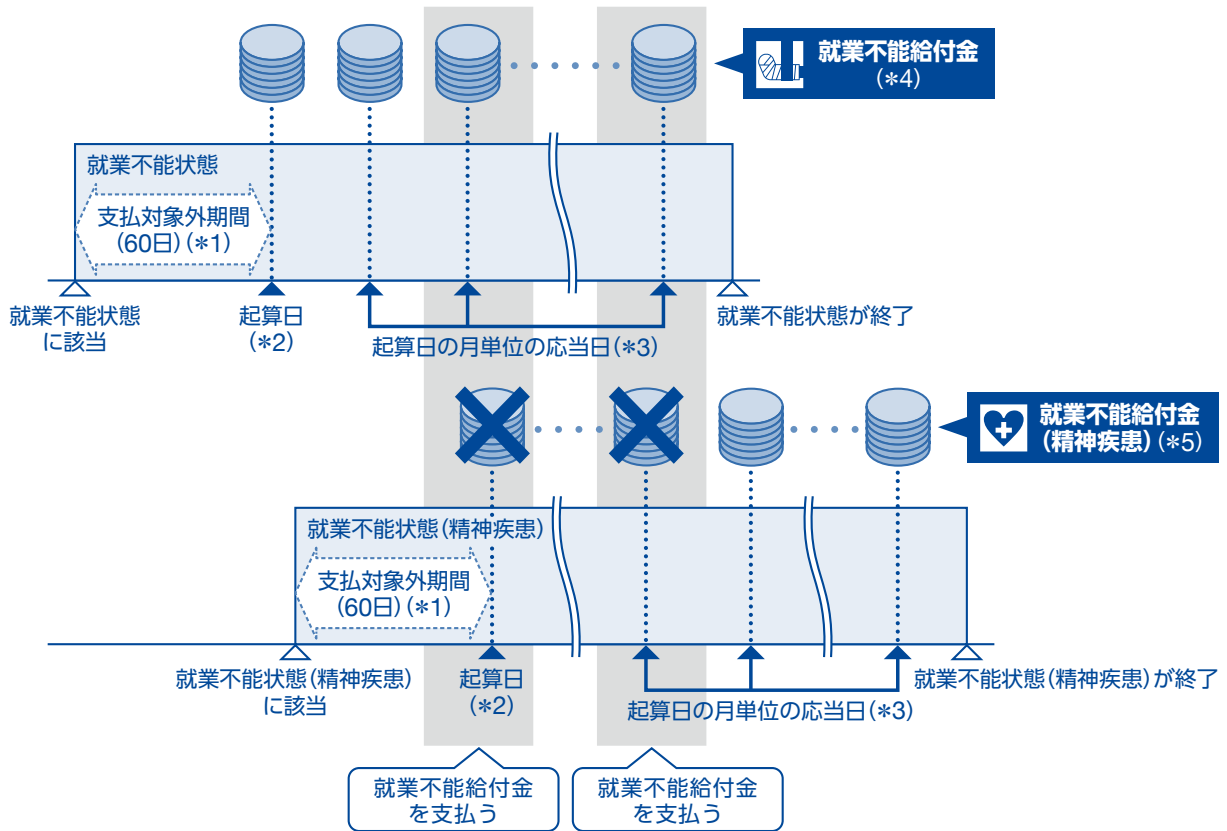 就業不能給付金
(*4)
就業不能状態
支払対象外期間
(60日)(*1)
就業不能状態
に該当
起算日
(*2)
起算日の月単位の応当日(*3)
就業不能状態が終了
就業不能給付金
(精神疾患)(*5)
就業不能状態(精神疾患)
支払対象外期間
(60日)(*1)
就業不能状態(精神疾患)
に該当
起算日
(*2)
起算日の月単位の応当日(*3)
就業不能状態(精神疾患)が終了
就業不能給付金
を支払う
就業不能給付金
を支払う